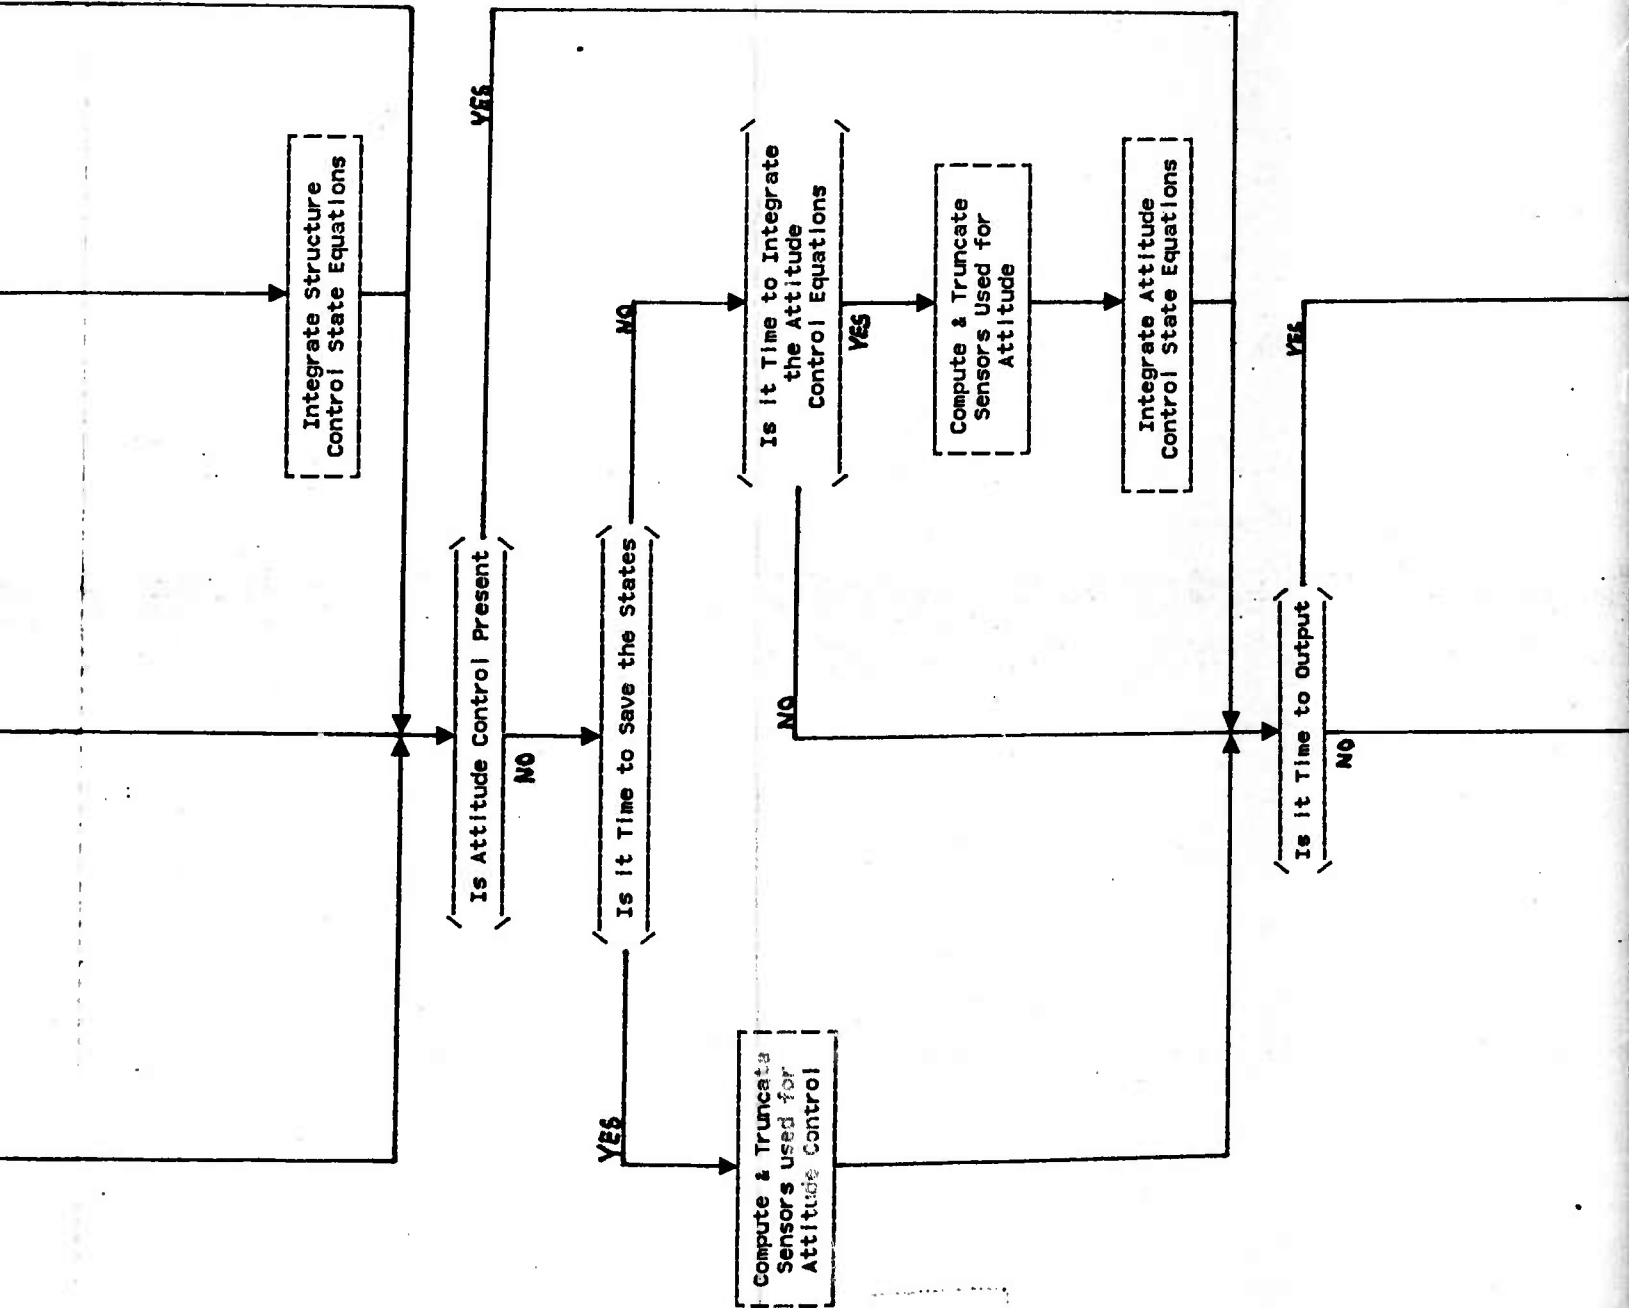 Integrate Structure
Control State Equations
YES
Is Attitude Control Present
NO
Is It Time to Save the States
NO
YES
Is It Time to Integrate
the Attitude
Control Equations
YES
NO
Compute & Truncate
Sensors Used for
Attitude
Integrate Attitude
Control State Equations
Compute & Truncate
Sensors used for
Attitude Control
Is It Time to Output
YES
NO